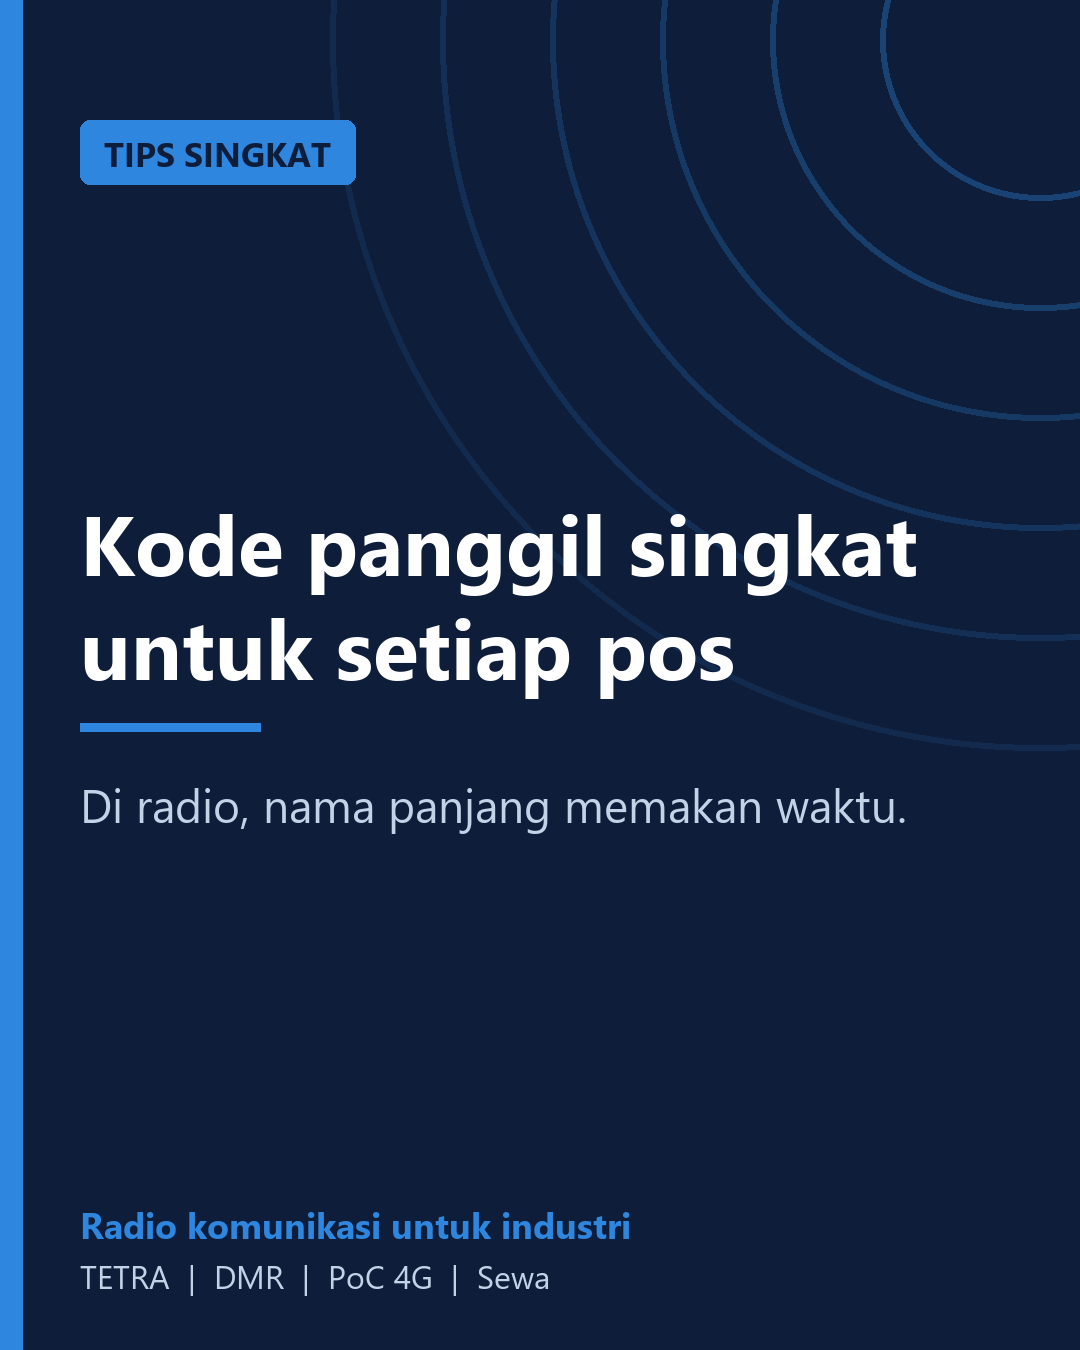 TIPS SINGKAT
Kode panggil singkat
untuk setiap pos
Di radio, nama panjang memakan waktu.
Radio komunikasi untuk industri
TETRA | DMR | PoC 4G | Sewa